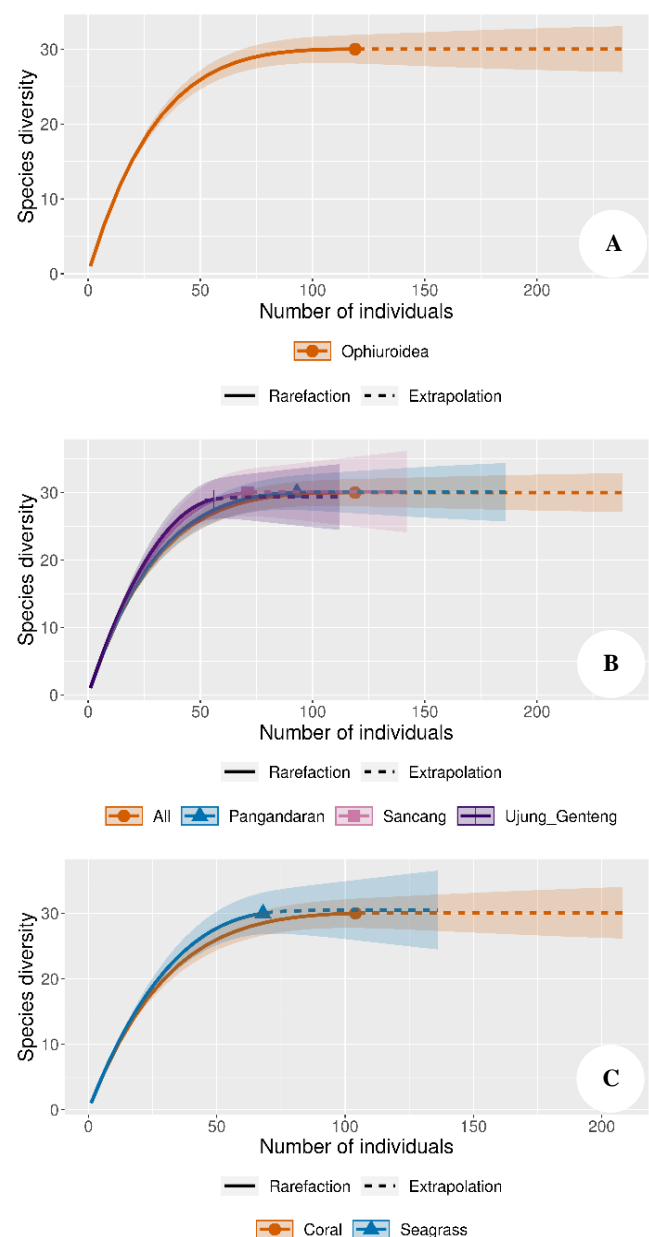 30
20
10
0
Species diversity
A
0 50 100 150 200
Number of individuals
Ophiuroidea
Rarefaction Extrapolation
30
20
10
0
Species diversity
B
0 50 100 150 200
Number of individuals
Rarefaction Extrapolation
All Pangandaran Sancang Ujung_Genteng
30
20
10
0
Species diversity
C
0 50 100 150 200
Number of individuals
Rarefaction Extrapolation
Coral Seagrass